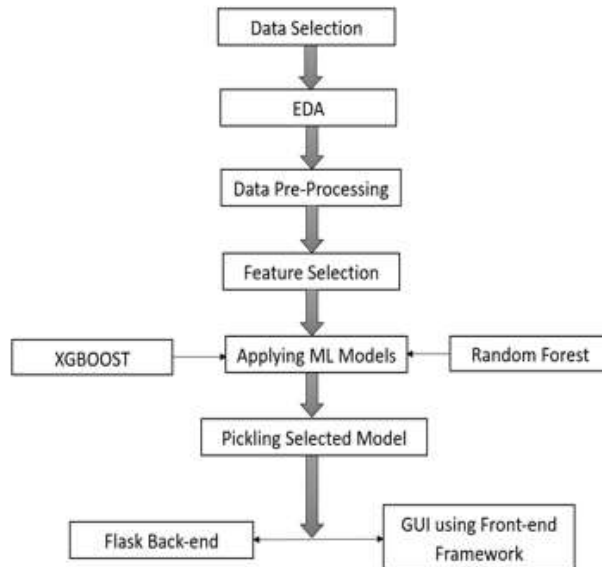 Data Selection
EDA
Data Pre-Processing
Feature Selection
XGBOOST
Applying ML Models
Random Forest
Pickling Selected Model
Flask Back-end
GUI using Front-end
Framework